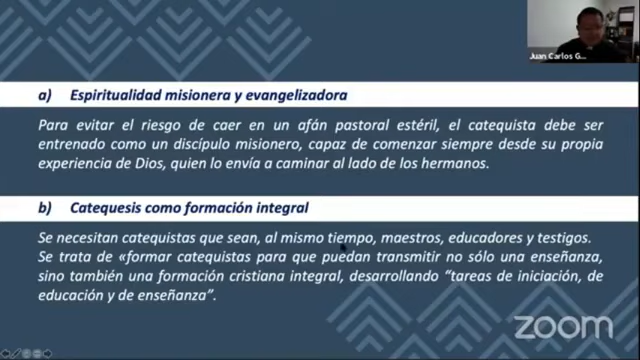 Juan Carlos G...
a) Espiritualidad misionera y evangelizadora
Para evitar el riesgo de caer en un afán pastoral estéril, el catequista debe ser
entrenado como un discípulo misionero, capaz de comenzar siempre desde su propia
experiencia de Dios, quien lo envía a caminar al lado de los hermanos.
b) Catequesis como formación integral
Se necesitan catequistas que sean, al mismo tiempo, maestros, educadores y testigos.
Se trata de «formar catequistas para que puedan transmitir no sólo una enseñanza,
sino también una formación cristiana integral, desarrollando “tareas de iniciación, de
educación y de enseñanza”.
zoom